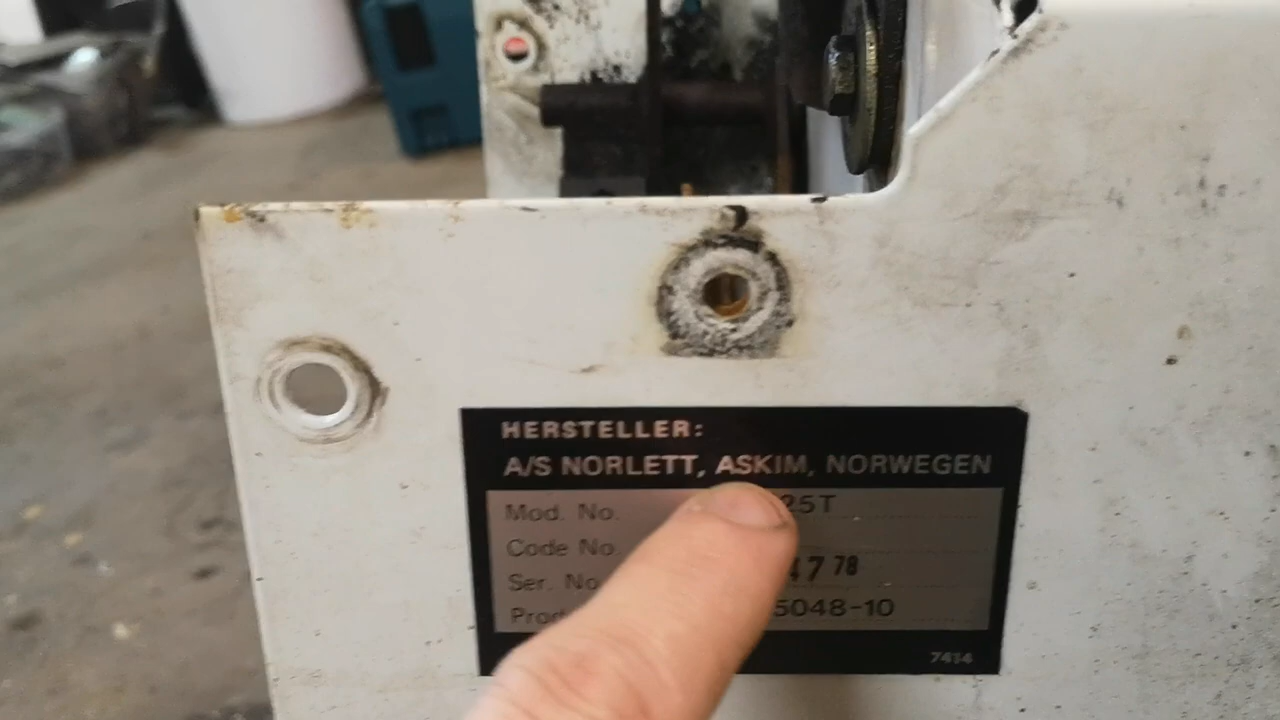 HERSTELLER:
A/S NORLETT, ASKIM, NORWEGEN
Mod. No. 25T
Code No.
Ser. No. 47 78
5048-10
7414